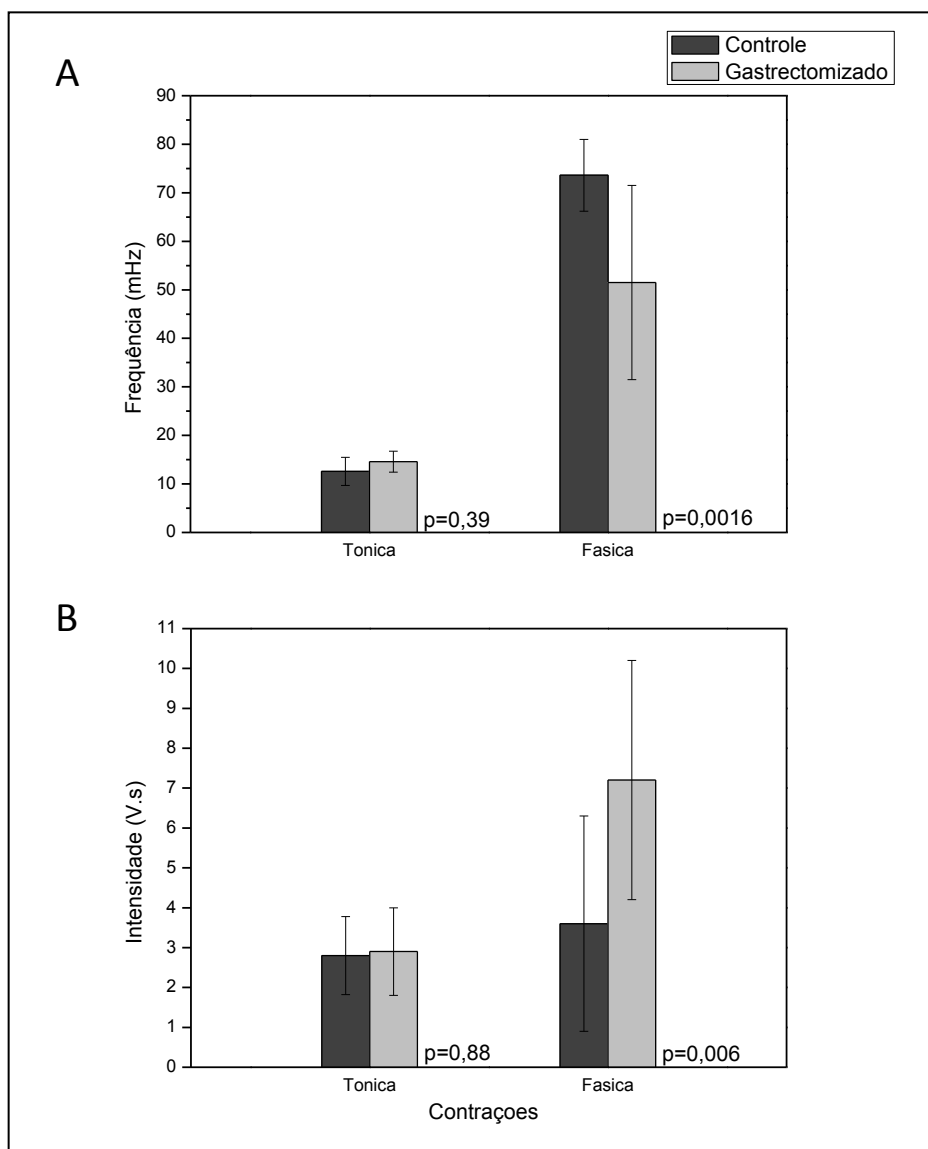 A
Controle
Gastrectomizado
90
80
70
60
50
40
30
20
10
0
Frequência (mHz)
p=0,39
p=0,0016
Tonica
Fasica
B
11
10
9
8
7
6
5
4
3
2
1
0
Intensidade (V.s)
p=0,88
p=0,006
Tonica
Fasica
Contraçoes